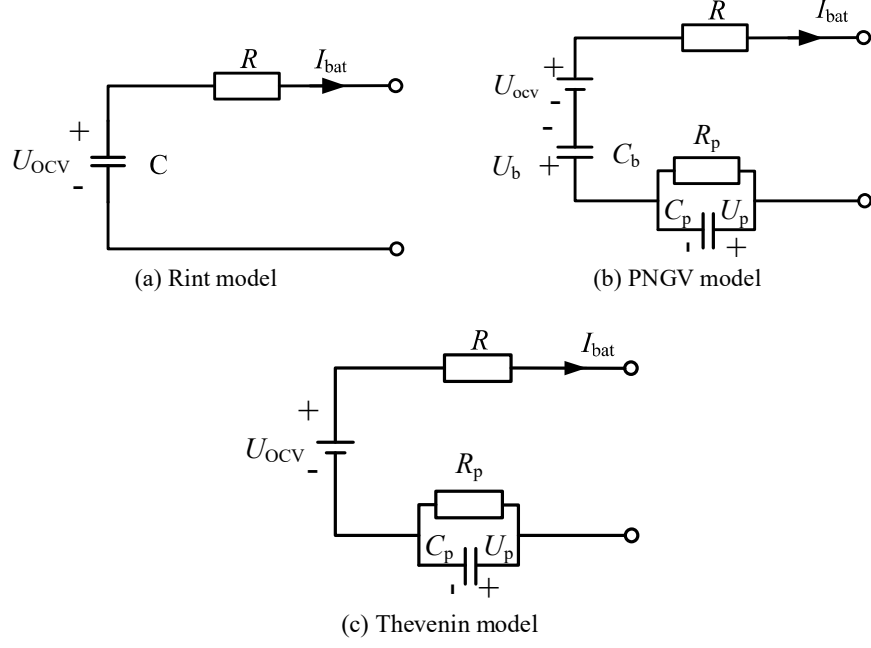 R
I_bat
+
U_OCV
-
C
(a) Rint model
R
I_bat
+
U_ocv
-
-
U_b
+
C_b
R_p
C_p U_p
- +
(b) PNGV model
R
I_bat
+
U_OCV
-
R_p
C_p U_p
- +
(c) Thevenin model